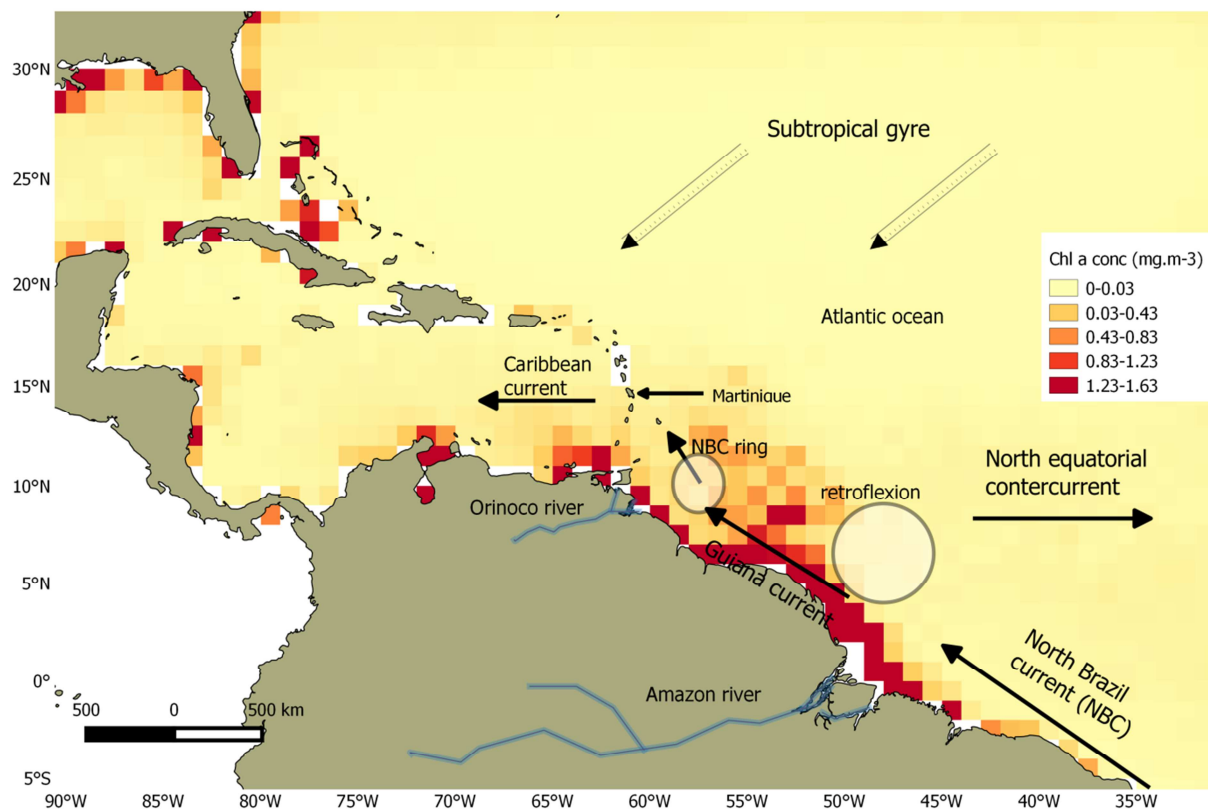 30°N
25°N
20°N
15°N
10°N
5°N
0°
5°S
90°W
85°W
80°W
75°W
70°W
65°W
60°W
55°W
50°W
45°W
40°W
35°W
Subtropical gyre
Chl a conc (mg.m-3)
0-0.03
0.03-0.43
0.43-0.83
0.83-1.23
1.23-1.63
Atlantic ocean
Caribbean
current
Martinique
NBC ring
North equatorial
contercurrent
retroflexion
Orinoco river
Guiana current
North Brazil
current (NBC)
Amazon river
500
0
500 km